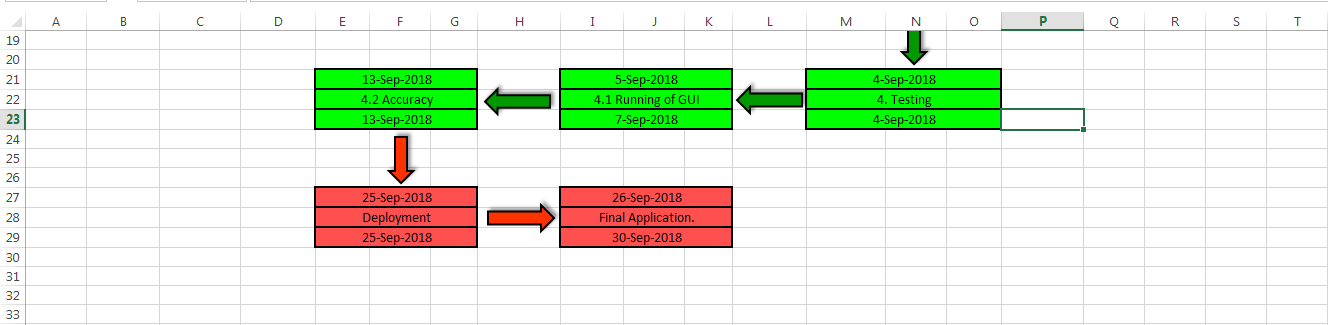 A B C D E F G H I J K L M N O P Q R S T
19
20
21 13-Sep-2018 5-Sep-2018 4-Sep-2018
22 4.2 Accuracy 4.1 Running of GUI 4. Testing
23 13-Sep-2018 7-Sep-2018 4-Sep-2018
24
25
26
27 25-Sep-2018 26-Sep-2018
28 Deployment Final Application.
29 25-Sep-2018 30-Sep-2018
30
31
32
33